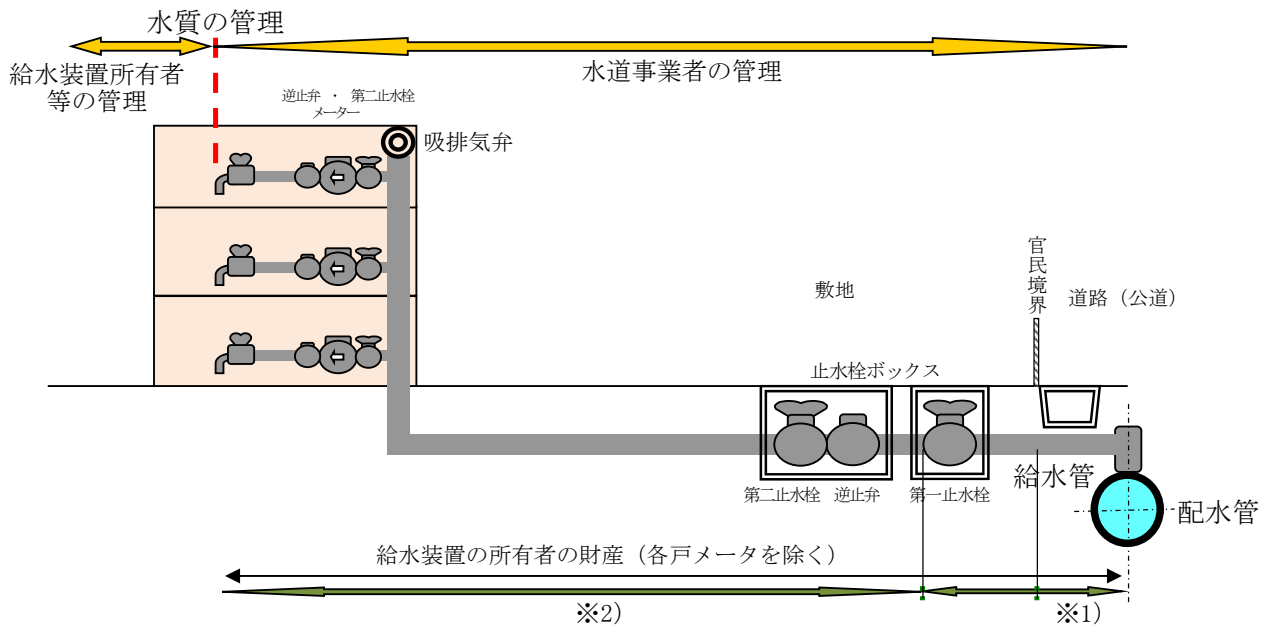 水質の管理
給水装置所有者
等の管理
水道事業者の管理
逆止弁 ・ 第二止水栓
メーター
吸排気弁
官民境界
敷地
道路（公道）
止水栓ボックス
給水管
第二止水栓 逆止弁 第一止水栓
配水管
給水装置の所有者の財産（各戸メータを除く）
※2） ※1）